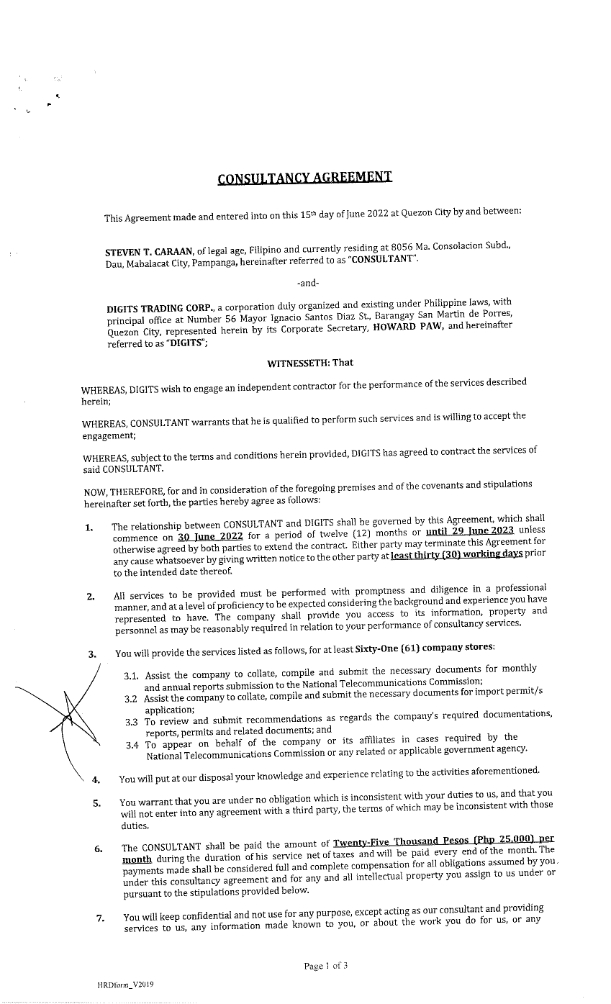 CONSULTANCY AGREEMENT
This Agreement made and entered into on this 15th day of June 2022 at Quezon City by and between:
STEVEN T. CARAAN, of legal age, Filipino and currently residing at 8056 Ma. Consolacion Subd.,
Dau, Mabalacat City, Pampanga, hereinafter referred to as "CONSULTANT".
-and-
DIGITS TRADING CORP., a corporation duly organized and existing under Philippine laws, with
principal office at Number 56 Mayor Ignacio Santos Diaz St., Barangay San Martin de Porres,
Quezon City, represented herein by its Corporate Secretary, HOWARD PAW, and hereinafter
referred to as "DIGITS";
WITNESSETH: That
WHEREAS, DIGITS wish to engage an independent contractor for the performance of the services described
herein;
WHEREAS, CONSULTANT warrants that he is qualified to perform such services and is willing to accept the
engagement;
WHEREAS, subject to the terms and conditions herein provided, DIGITS has agreed to contract the services of
said CONSULTANT.
NOW, THEREFORE, for and in consideration of the foregoing premises and of the covenants and stipulations
hereinafter set forth, the parties hereby agree as follows:
1. The relationship between CONSULTANT and DIGITS shall be governed by this Agreement, which shall
commence on 30 June 2022 for a period of twelve (12) months or until 29 June 2023 unless
otherwise agreed by both parties to extend the contract. Either party may terminate this Agreement for
any cause whatsoever by giving written notice to the other party at least thirty (30) working days prior
to the intended date thereof.
2. All services to be provided must be performed with promptness and diligence in a professional
manner, and at a level of proficiency to be expected considering the background and experience you have
represented to have. The company shall provide you access to its information, property and
personnel as may be reasonably required in relation to your performance of consultancy services.
3. You will provide the services listed as follows, for at least Sixty-One (61) company stores:
3.1. Assist the company to collate, compile and submit the necessary documents for monthly
and annual reports submission to the National Telecommunications Commission;
3.2 Assist the company to collate, compile and submit the necessary documents for import permit/s
application;
3.3 To review and submit recommendations as regards the company's required documentations,
reports, permits and related documents; and
3.4 To appear on behalf of the company or its affiliates in cases required by the
National Telecommunications Commission or any related or applicable government agency.
4. You will put at our disposal your knowledge and experience relating to the activities aforementioned.
5. You warrant that you are under no obligation which is inconsistent with your duties to us, and that you
will not enter into any agreement with a third party, the terms of which may be inconsistent with those
duties.
6. The CONSULTANT shall be paid the amount of Twenty-Five Thousand Pesos (Php 25,000) per
month during the duration of his service net of taxes and will be paid every end of the month. The
payments made shall be considered full and complete compensation for all obligations assumed by you
under this consultancy agreement and for any and all intellectual property you assign to us under or
pursuant to the stipulations provided below.
7. You will keep confidential and not use for any purpose, except acting as our consultant and providing
services to us, any information made known to you, or about the work you do for us, or any
Page 1 of 3
HRDform_V2019